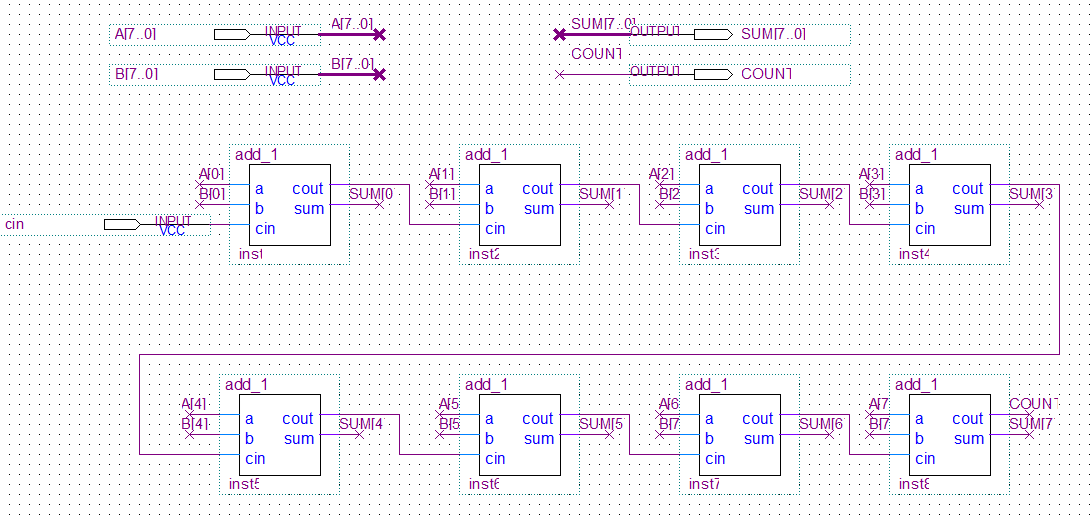 A[7..0] INPUT VCC A[7..0] SUM[7..0] OUTPUT SUM[7..0]
B[7..0] INPUT VCC B[7..0] COUNT OUTPUT COUNT
add_1 add_1 add_1 add_1
A[0] A[1] A[2] A[3]
a cout a cout a cout a cout
B[0] SUM[0 B[1] SUM[1 B[2 SUM[2 B[3] SUM[3
b sum b sum b sum b sum
cin INPUT VCC cin cin cin cin
inst inst2 inst3 inst4
add_1 add_1 add_1 add_1
A[4] A[5 A[6 A[7 COUNT
a cout a cout a cout a cout
B[4] SUM[4 B[5 SUM[5 B[7 SUM[6 B[7 SUM[7
b sum b sum b sum b sum
cin cin cin cin
inst5 inst6 inst7 inst8